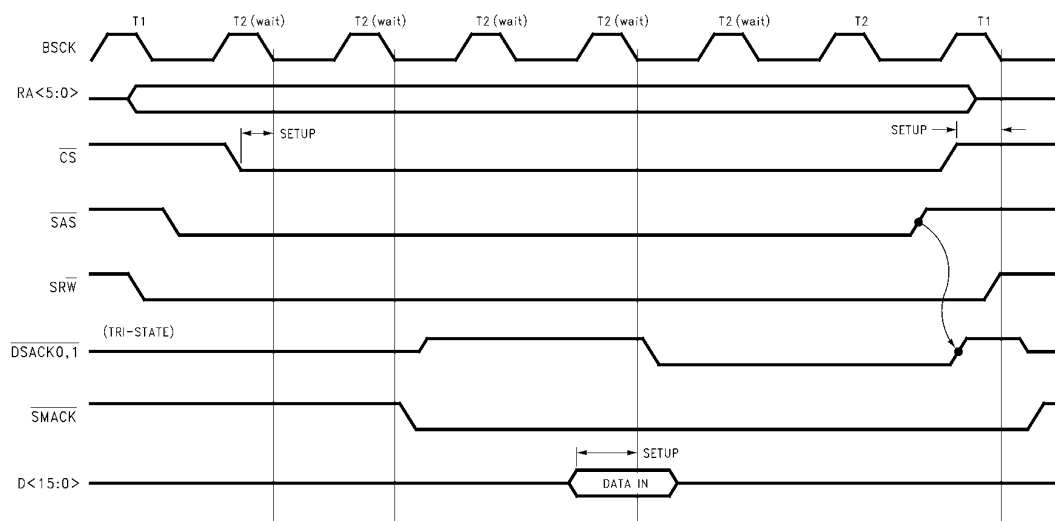 T1 T2 (wait) T2 (wait) T2 (wait) T2 (wait) T2 (wait) T2 T1
BSCK
RA<5:0>
SETUP SETUP
CS
SAS
SRW
(TRI-STATE)
DSACK0,1
SMACK
SETUP
D<15:0> DATA IN